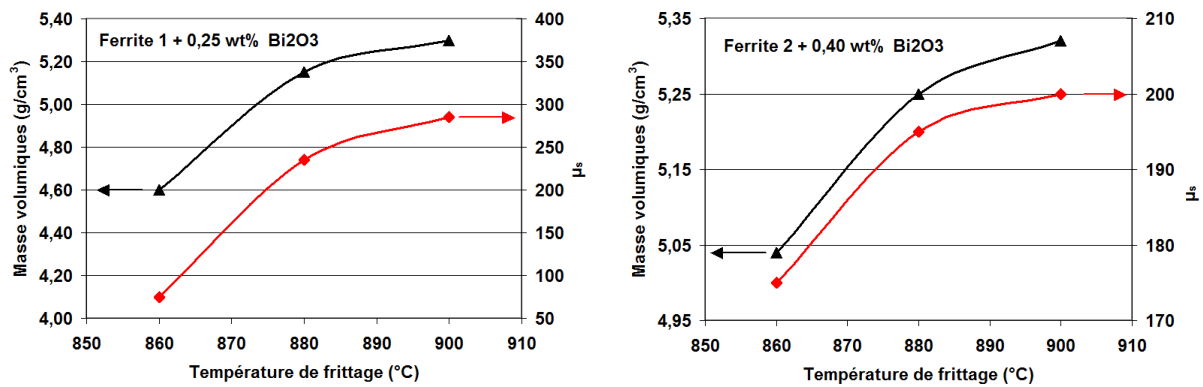 Ferrite 1 + 0,25 wt% Bi2O3
Masse volumiques (g/cm³)
5,40
5,20
5,00
4,80
4,60
4,40
4,20
4,00
400
350
300
250
200
150
100
50
µs
850 860 870 880 890 900 910
Température de frittage (°C)
Ferrite 2 + 0,40 wt% Bi2O3
Masse volumiques (g/cm³)
5,35
5,25
5,15
5,05
4,95
210
200
190
180
170
µs
850 860 870 880 890 900 910
Température de frittage (°C)